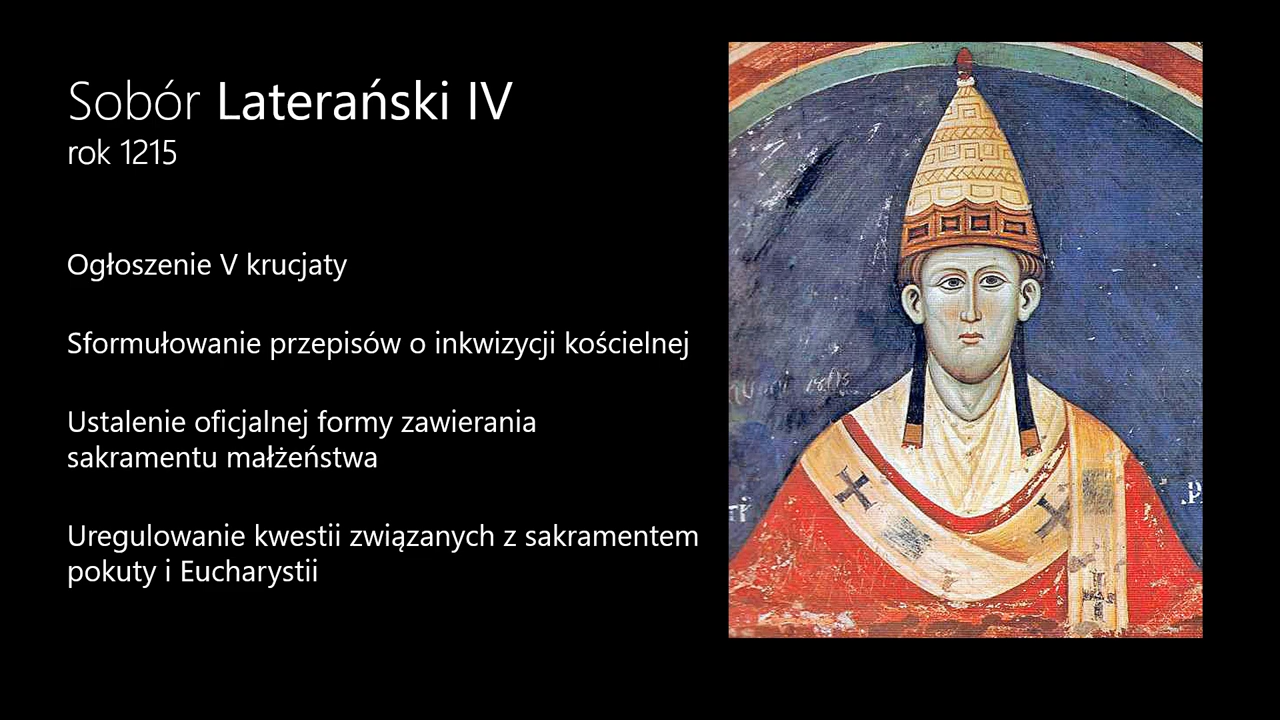 Sobór Laterański IV
rok 1215
Ogłoszenie V krucjaty
Sformułowanie przepisów o inkwizycji kościelnej
Ustalenie oficjalnej formy zawierania
sakramentu małżeństwa
Uregulowanie kwestii związanych z sakramentem
pokuty i Eucharystii